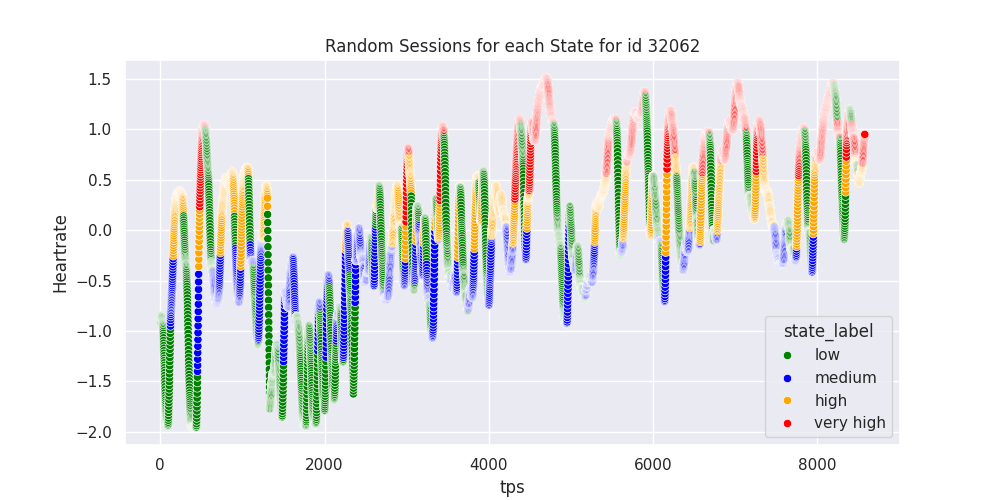 Random Sessions for each State for id 32062
1.5
1.0
0.5
0.0
−0.5
−1.0
−1.5
−2.0
Heartrate
0
2000
4000
6000
8000
tps
state_label
low
medium
high
very high